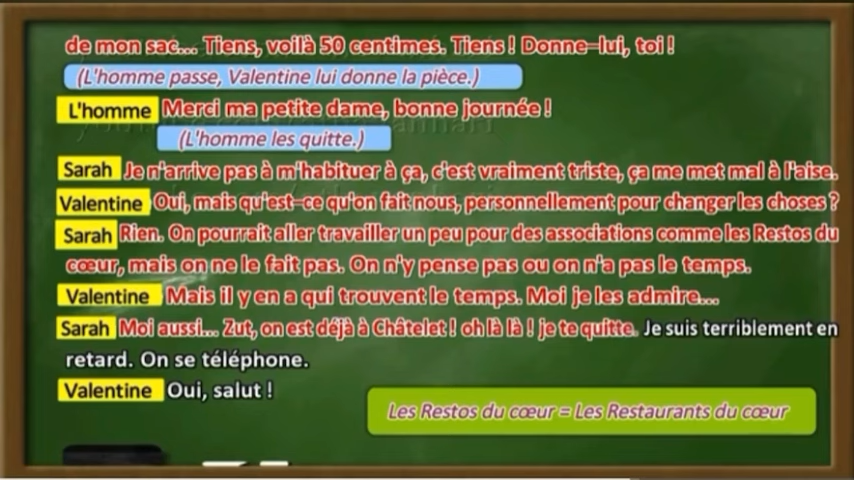 de mon sac... Tiens, voilà 50 centimes. Tiens ! Donne-lui, toi !
(L'homme passe, Valentine lui donne la pièce.)
L'homme Merci ma petite dame, bonne journée !
(L'homme les quitte.)
Sarah Je n'arrive pas à m'habituer à ça, c'est vraiment triste, ça me met mal à l'aise.
Valentine Oui, mais qu'est-ce qu'on fait nous, personnellement pour changer les choses ?
Sarah Rien. On pourrait aller travailler un peu pour des associations comme les Restos du
cœur, mais on ne le fait pas. On n'y pense pas ou on n'a pas le temps.
Valentine Mais il y en a qui trouvent le temps. Moi je les admire...
Sarah Moi aussi... Zut, on est déjà à Châtelet ! oh là là ! je te quitte. Je suis terriblement en
retard. On se téléphone.
Valentine Oui, salut !
Les Restos du cœur = Les Restaurants du cœur